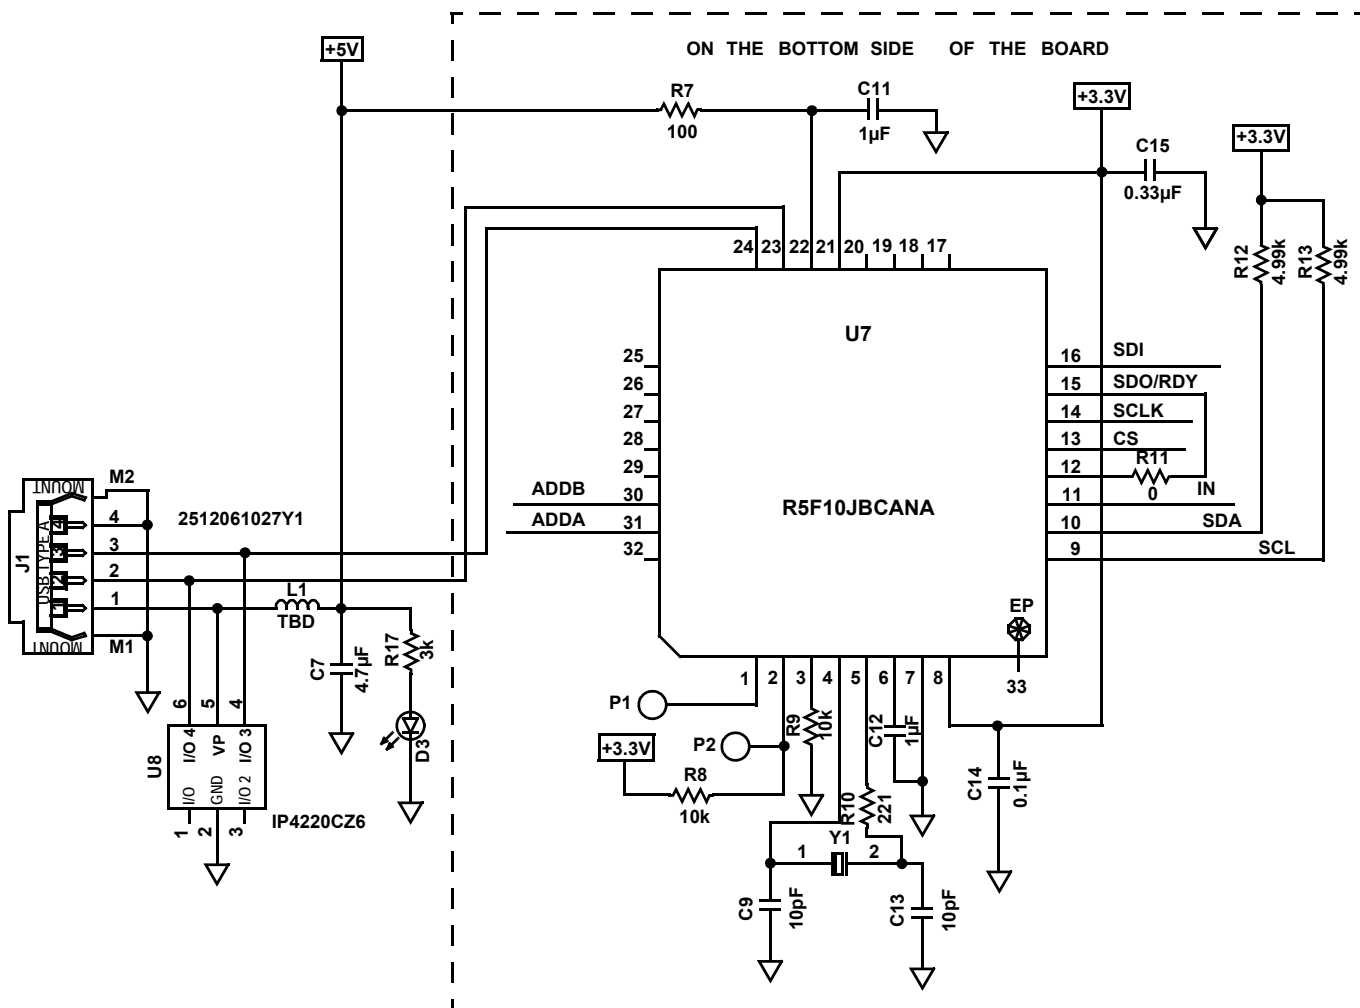 ON THE BOTTOM SIDE OF THE BOARD
+5V
R7
100
C11
1µF
+3.3V
C15
0.33µF
+3.3V
R12
4.99k
R13
4.99k
24 23 22 21 20 19 18 17
U7
R5F10JBCANA
25
26
27
28
29
ADDB 30
ADDA 31
32
16 SDI
15 SDO/RDY
14 SCLK
13 CS
R11
12
0
11 IN
10 SDA
9 SCL
EP
33
1 2 3 4 5 6 7 8
J1
MOUNT
USB TYPE A
4
3
2
1
MOUNT
M2
4
3
2
1
M1
2512061027Y1
L1
TBD
C7
4.7µF
R17
3k
D3
6 5 4
I/O 4 VP I/O 3
U8
I/O GND I/O 2
1 2 3
IP4220CZ6
P1
P2
+3.3V
R8
10k
R9
10k
R10
221
C12
1µF
C14
0.1µF
Y1
1 2
C9
10pF
C13
10pF